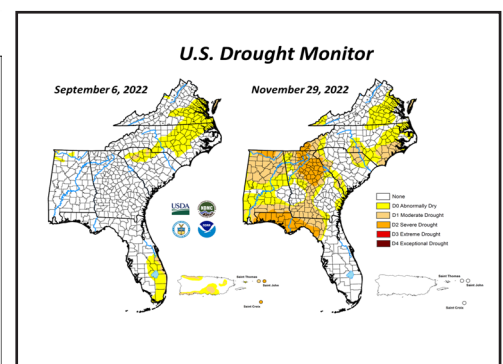 U.S. Drought Monitor
September 6, 2022
November 29, 2022
USDA
NDMC
None
D0 Abnormally Dry
D1 Moderate Drought
D2 Severe Drought
D3 Extreme Drought
D4 Exceptional Drought
Saint Thomas
Saint John
Saint Croix
Saint Thomas
Saint John
Saint Croix